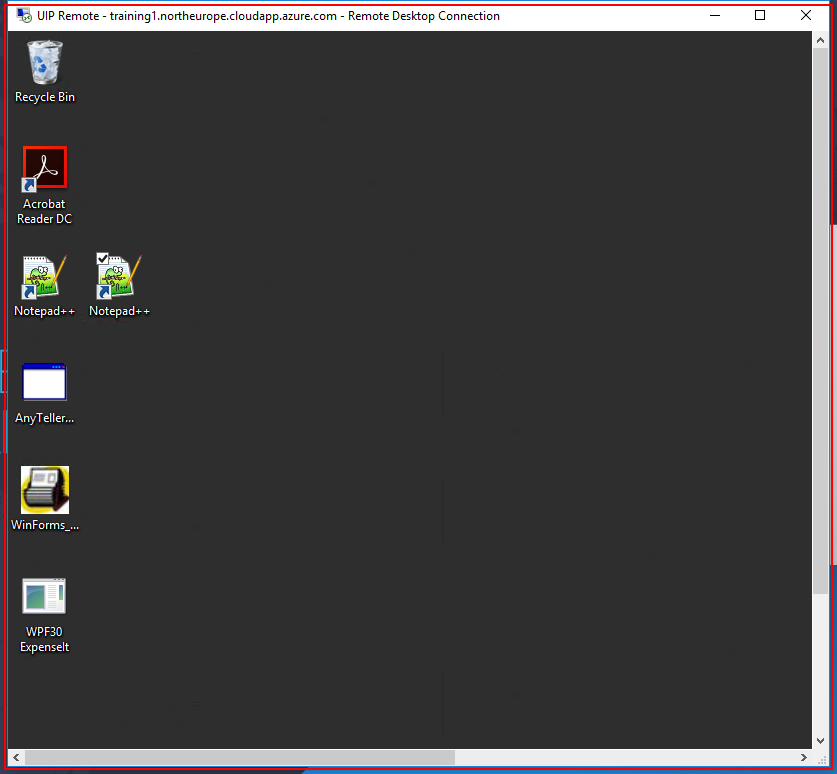 UIP Remote - training1.northeurope.cloudapp.azure.com - Remote Desktop Connection
Recycle Bin
Acrobat
Reader DC
Notepad++
Notepad++
AnyTeller...
WinForms_...
WPF30
ExpenseIt